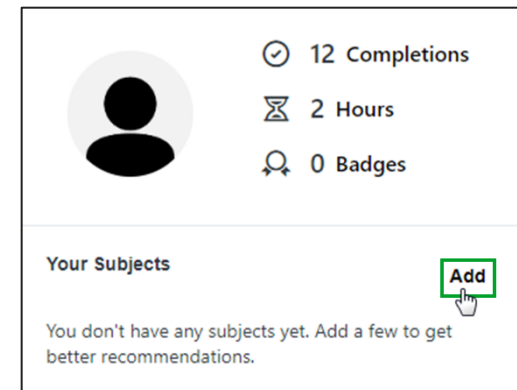 12 Completions
2 Hours
0 Badges
Your Subjects
Add
You don't have any subjects yet. Add a few to get
better recommendations.